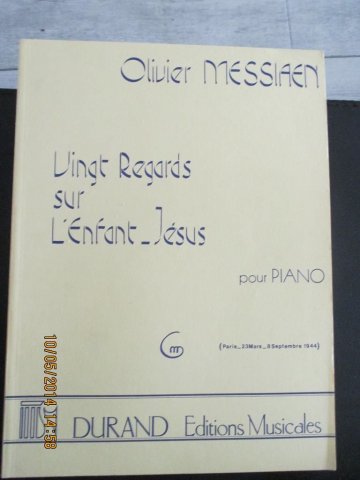 Olivier MESSIAEN
Vingt Regards
sur
L'Enfant_Jésus
pour PIANO
(Paris_23Mars_8Septembre 1944)
DURAND Editions Musicales
10/05/2014 14:58